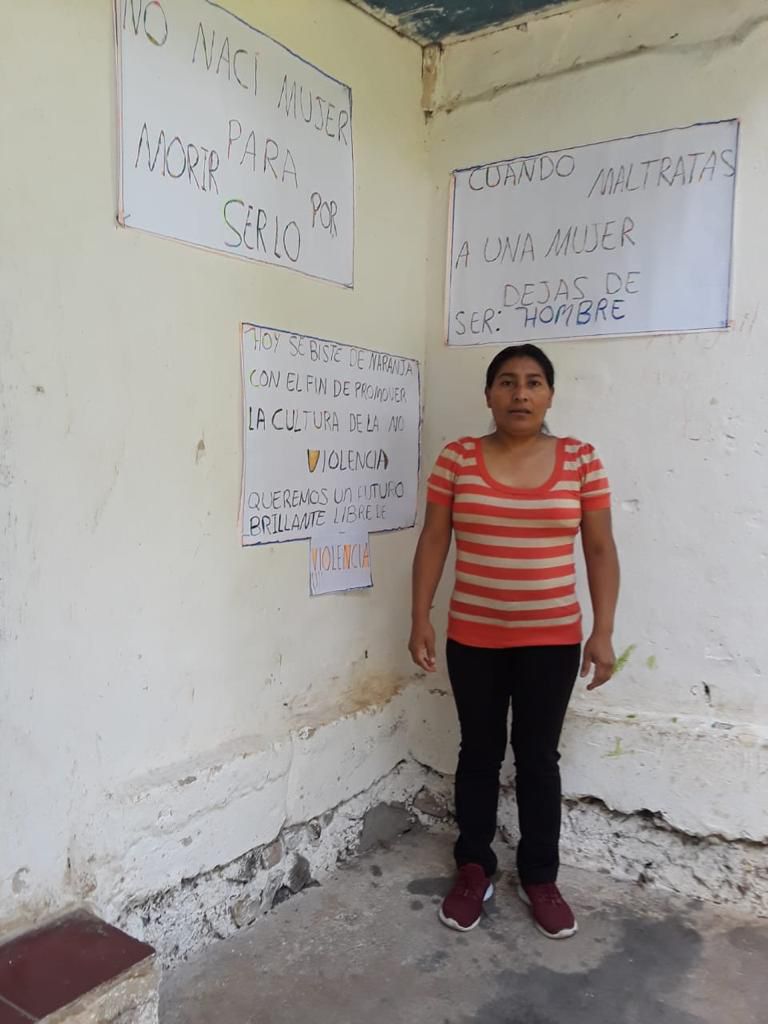 NO NACI MUJER
PARA
MORIR POR
SERLO
CUANDO MALTRATAS
A UNA MUJER
DEJAS DE
SER: HOMBRE
HOY SE BISTE DE NARANJA
CON EL FIN DE PROMOVER
LA CULTURA DE LA NO
VIOLENCIA
QUEREMOS UN FUTURO
BRILLANTE LIBRE DE
VIOLENCIA